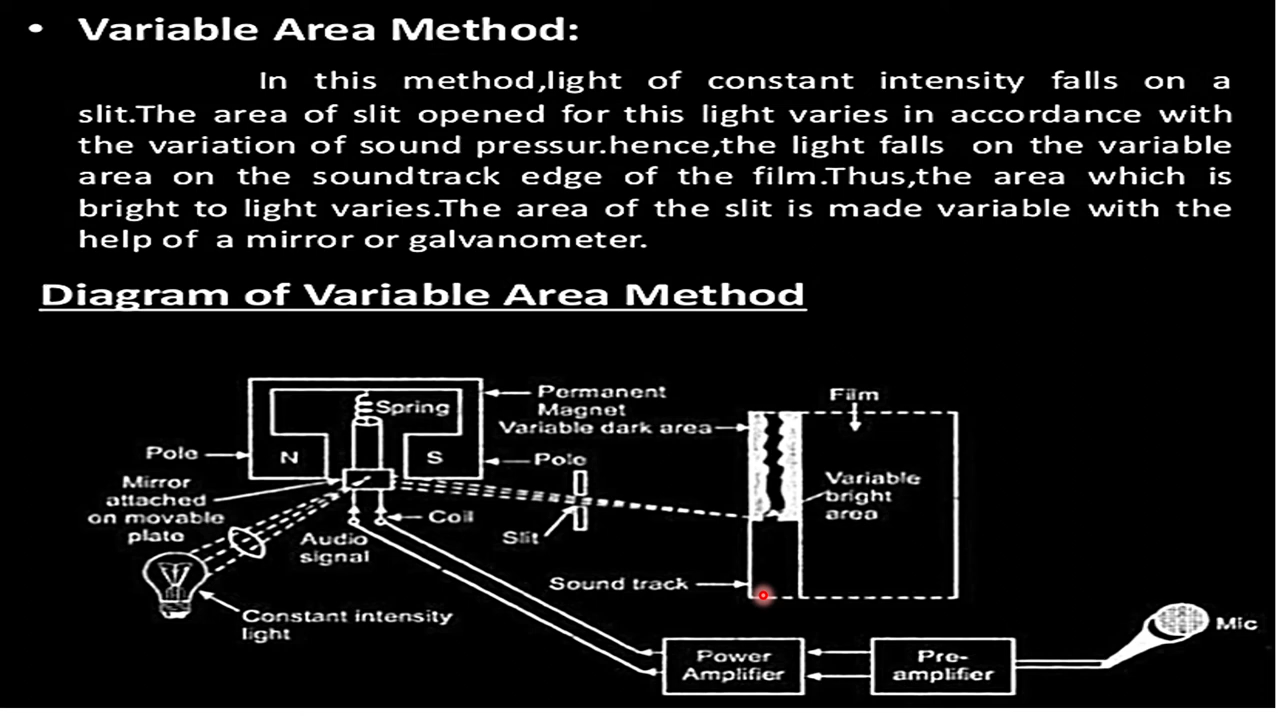 • Variable Area Method:
In this method,light of constant intensity falls on a
slit.The area of slit opened for this light varies in accordance with
the variation of sound pressur.hence,the light falls on the variable
area on the soundtrack edge of the film.Thus,the area which is
bright to light varies.The area of the slit is made variable with the
help of a mirror or galvanometer.
Diagram of Variable Area Method
Permanent
Magnet
Film
Spring
Variable dark area
Pole
N
S
Pole
Mirror
attached
on movable
plate
Variable
bright
area
Coil
Audio
signal
Slit
Sound track
Constant intensity
light
Mic
Power
Amplifier
Pre-
amplifier